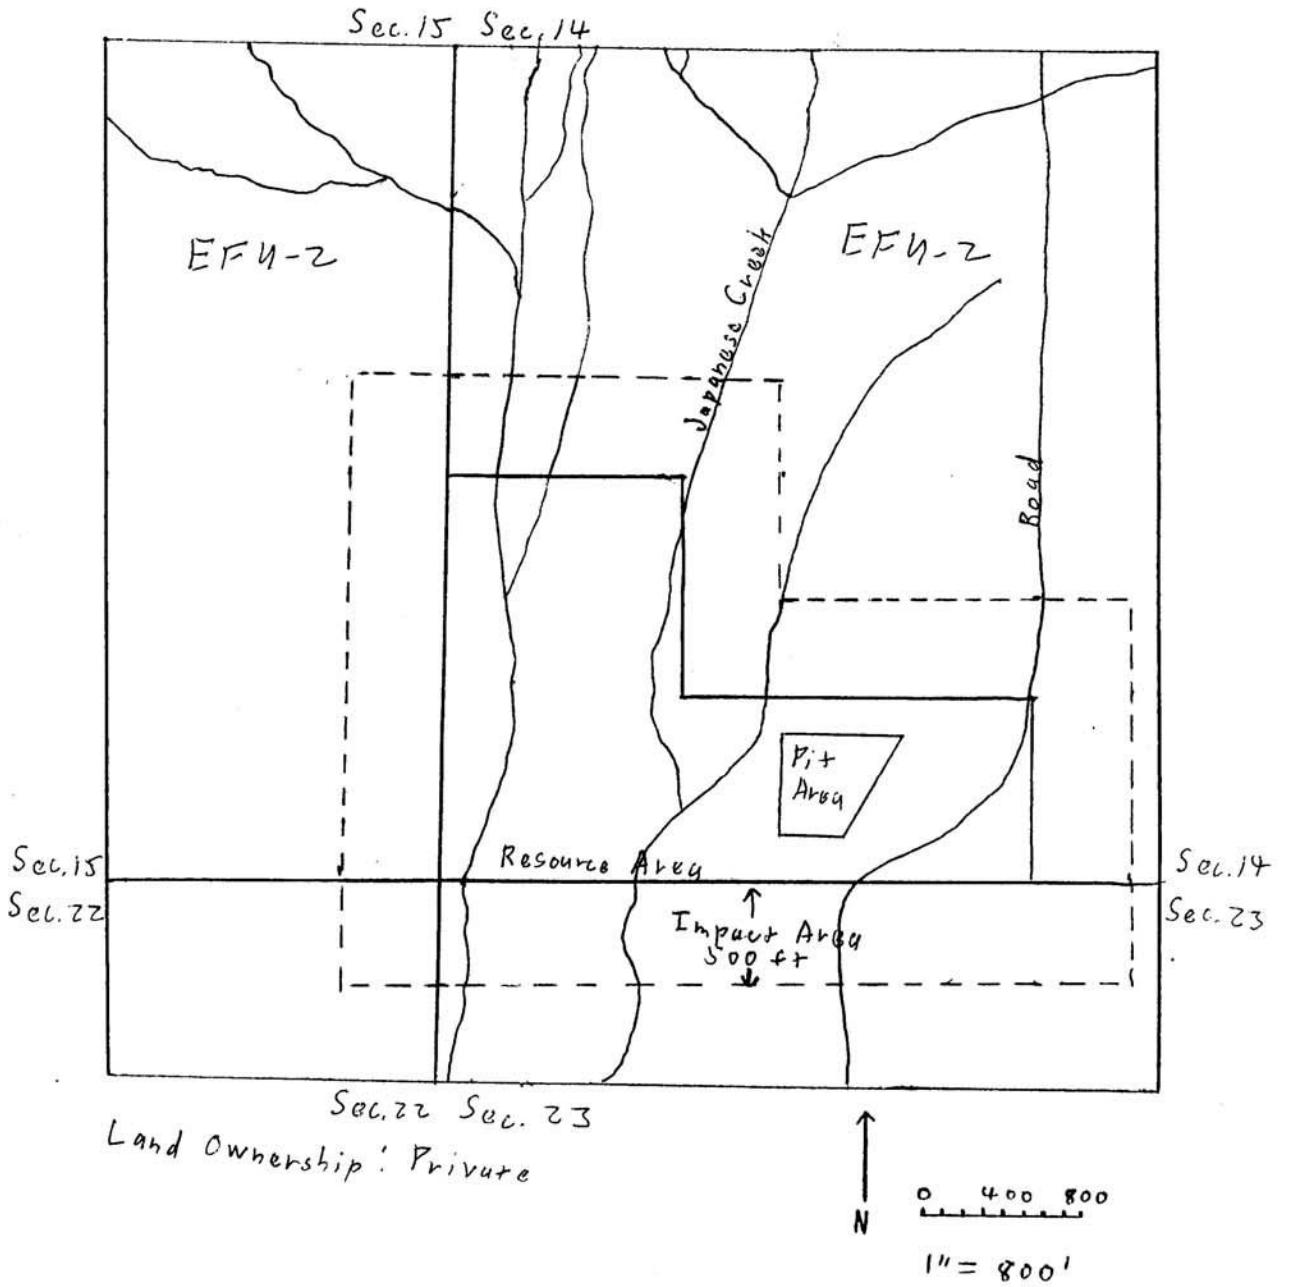 Sec. 15 Sec. 14
EFU-2
EFU-2
Japanese Creek
Road
Pit
Area
Resource Area
Sec. 15
Sec. 22
Sec. 14
Sec. 23
Impact Area
500 ft
Sec. 22 Sec. 23
Land Ownership: Private
N
0 400 800
1" = 800'